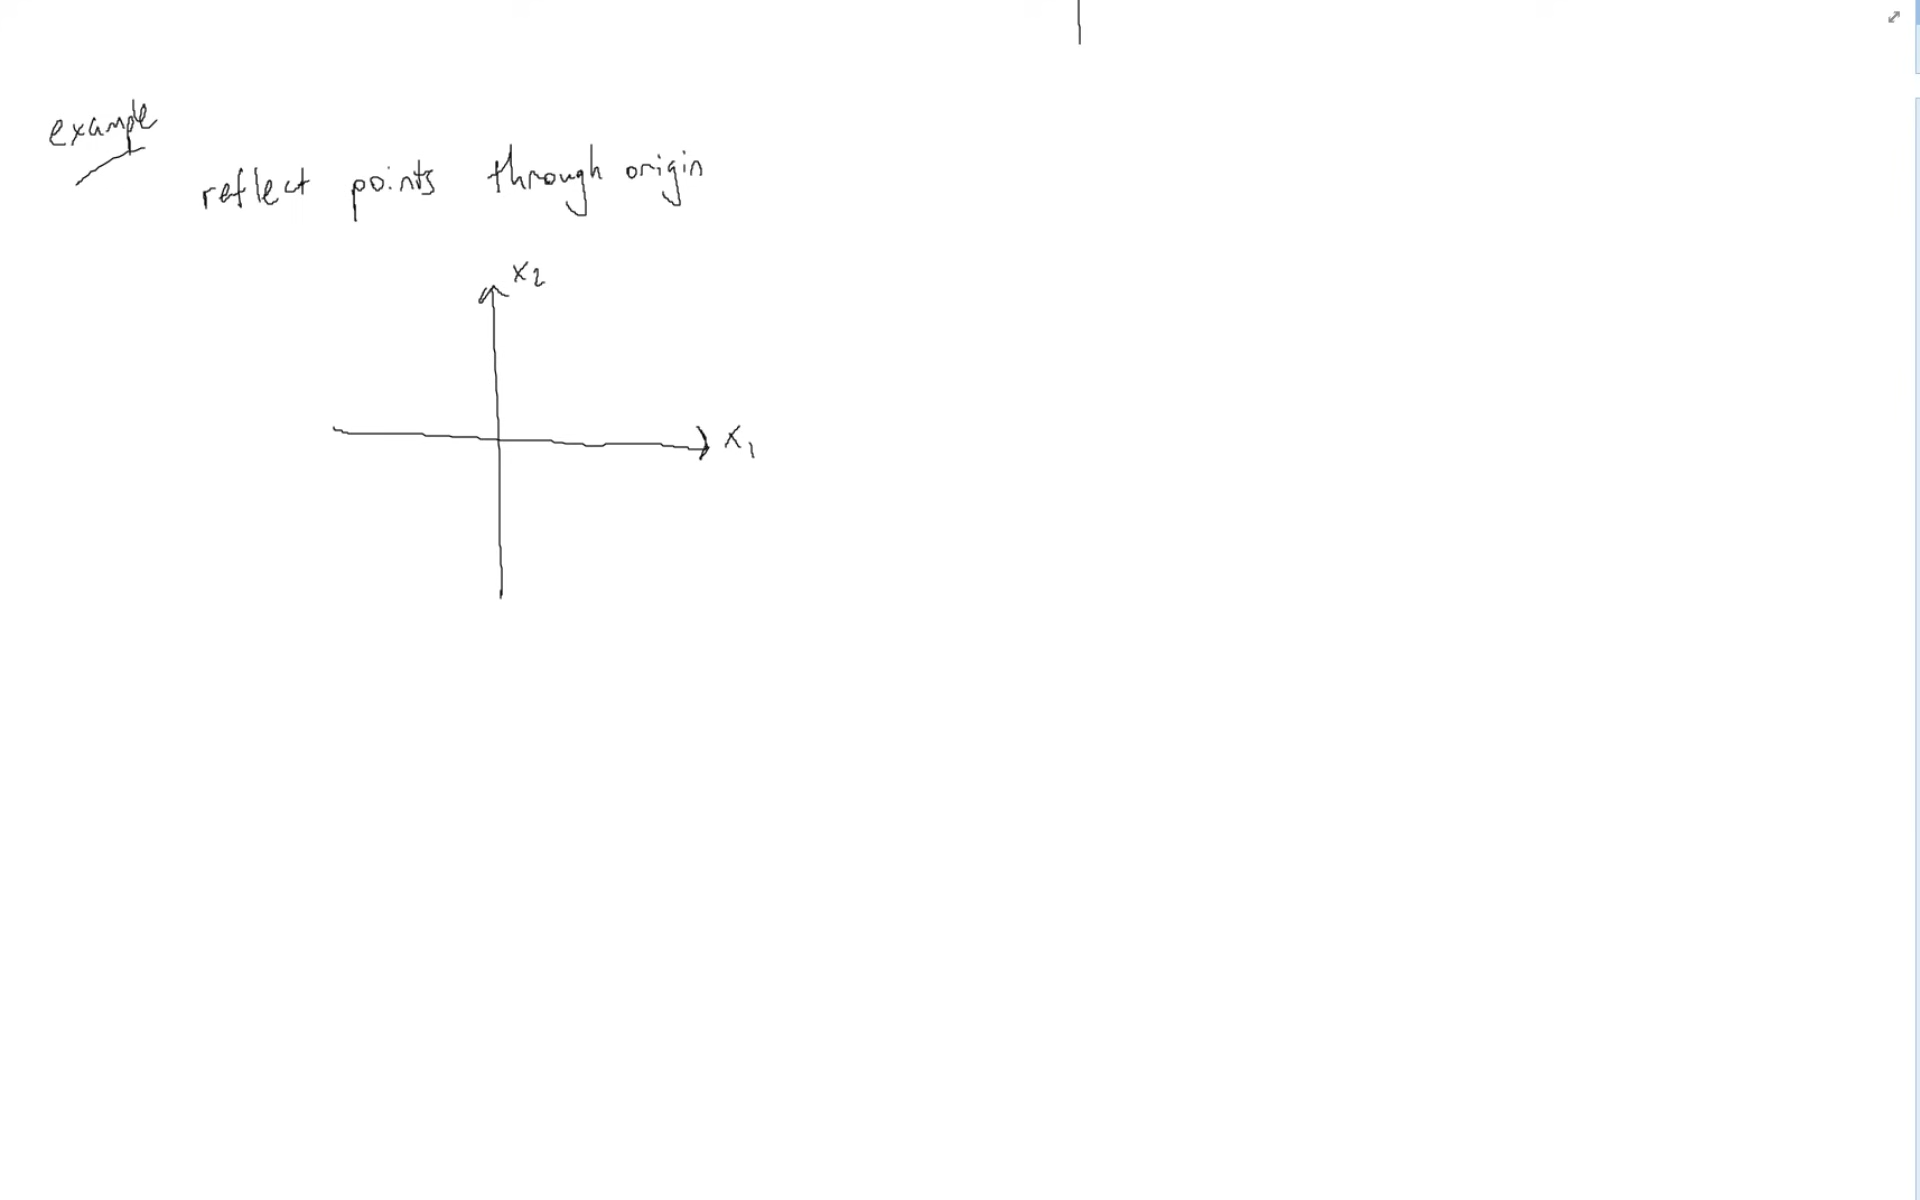 example
reflect points through origin
x₂
x₁